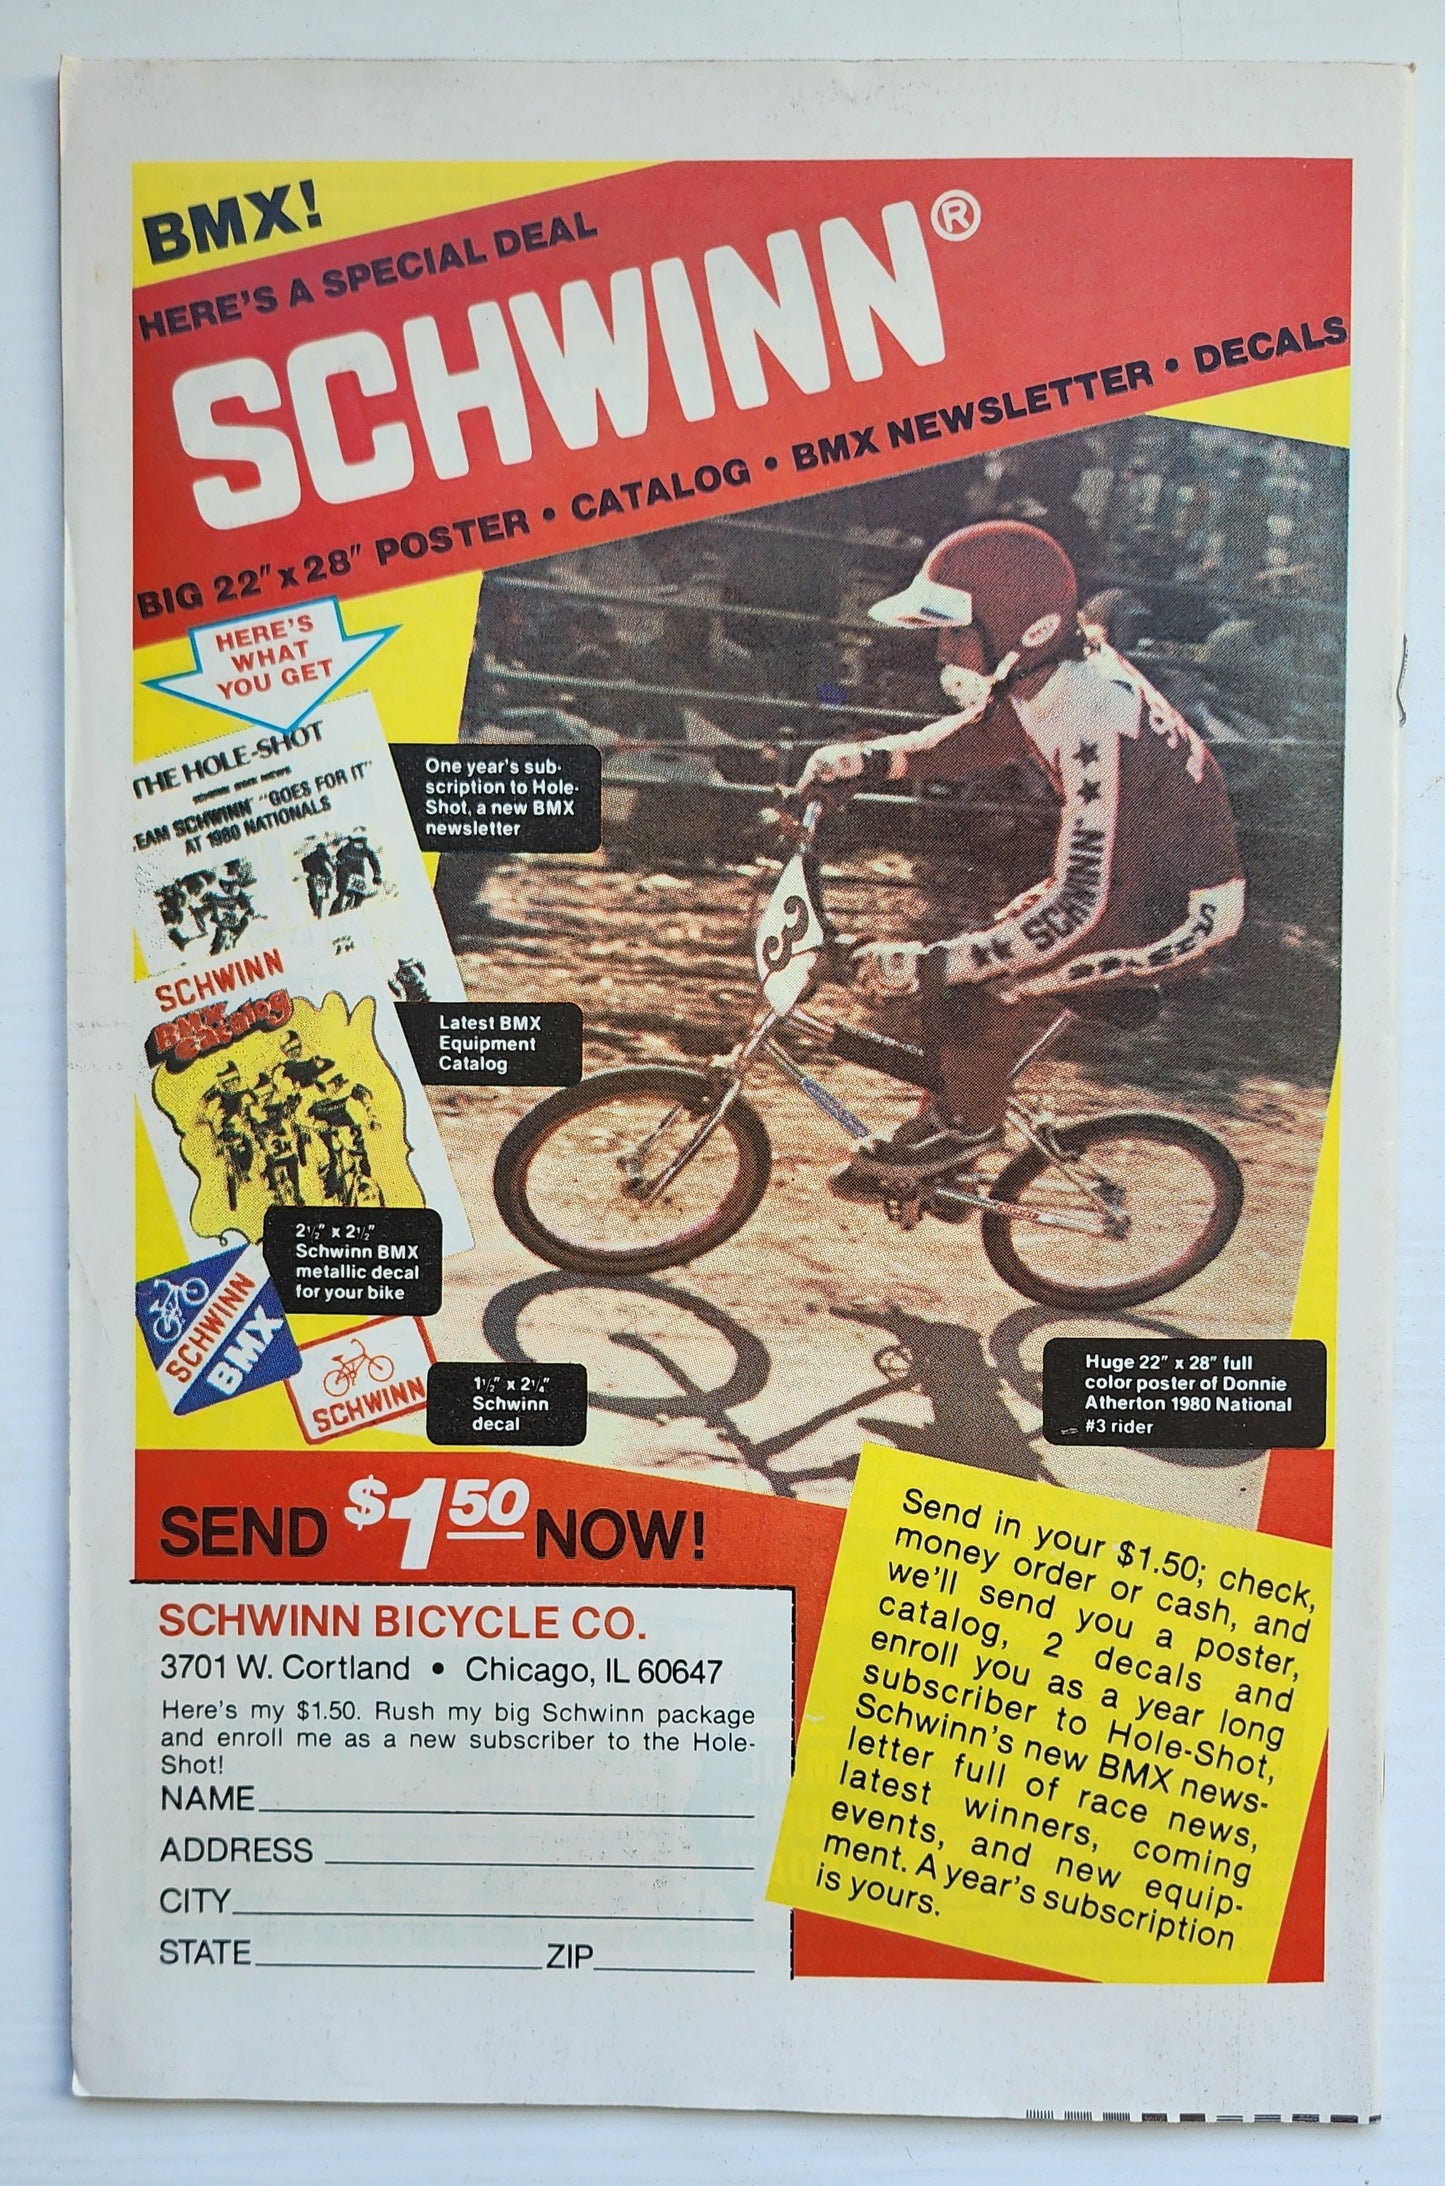 BMX!
HERE'S A SPECIAL DEAL
SCHWINN®
BIG 22" x 28" POSTER • CATALOG • BMX NEWSLETTER • DECALS
HERE'S
WHAT
YOU GET
THE HOLE-SHOT
EAM SCHWINN "GOES FOR IT"
AT 1980 NATIONALS
One year's sub-
scription to Hole-
Shot, a new BMX
newsletter
SCHWINN
BMX
Catalog
Latest BMX
Equipment
Catalog
2½" x 2½"
Schwinn BMX
metallic decal
for your bike
SCHWINN
BMX
SCHWINN
1½" x 2¼"
Schwinn
decal
3
SCHWINN
Huge 22" x 28" full
color poster of Donnie
Atherton 1980 National
#3 rider
SEND $1.50 NOW!
SCHWINN BICYCLE CO.
3701 W. Cortland • Chicago, IL 60647
Here's my $1.50. Rush my big Schwinn package
and enroll me as a new subscriber to the Hole-
Shot!
NAME
ADDRESS
CITY
STATE ZIP
Send in your $1.50; check,
money order or cash, and
we'll send you a poster,
catalog, 2 decals and
enroll you as a year long
subscriber to Hole-Shot,
Schwinn's new BMX news-
letter full of race news,
latest winners, coming
events, and new equip-
ment. A year's subscription
is yours.